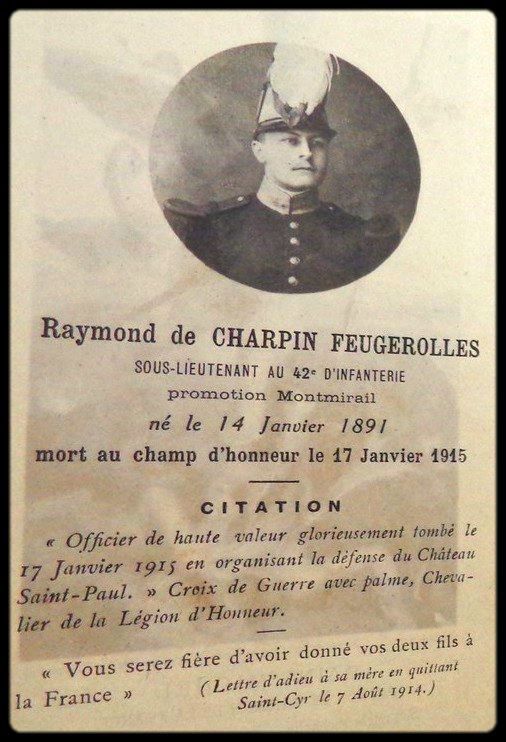 Raymond de CHARPIN FEUGEROLLES
SOUS-LIEUTENANT AU 42e D'INFANTERIE
promotion Montmirail
né le 14 Janvier 1891
mort au champ d'honneur le 17 Janvier 1915
CITATION
« Officier de haute valeur glorieusement tombé le
17 Janvier 1915 en organisant la défense du Château
Saint-Paul. » Croix de Guerre avec palme, Cheva-
lier de la Légion d'Honneur.
« Vous serez fière d'avoir donné vos deux fils à
la France »
(Lettre d'adieu à sa mère en quittant
Saint-Cyr le 7 Août 1914.)